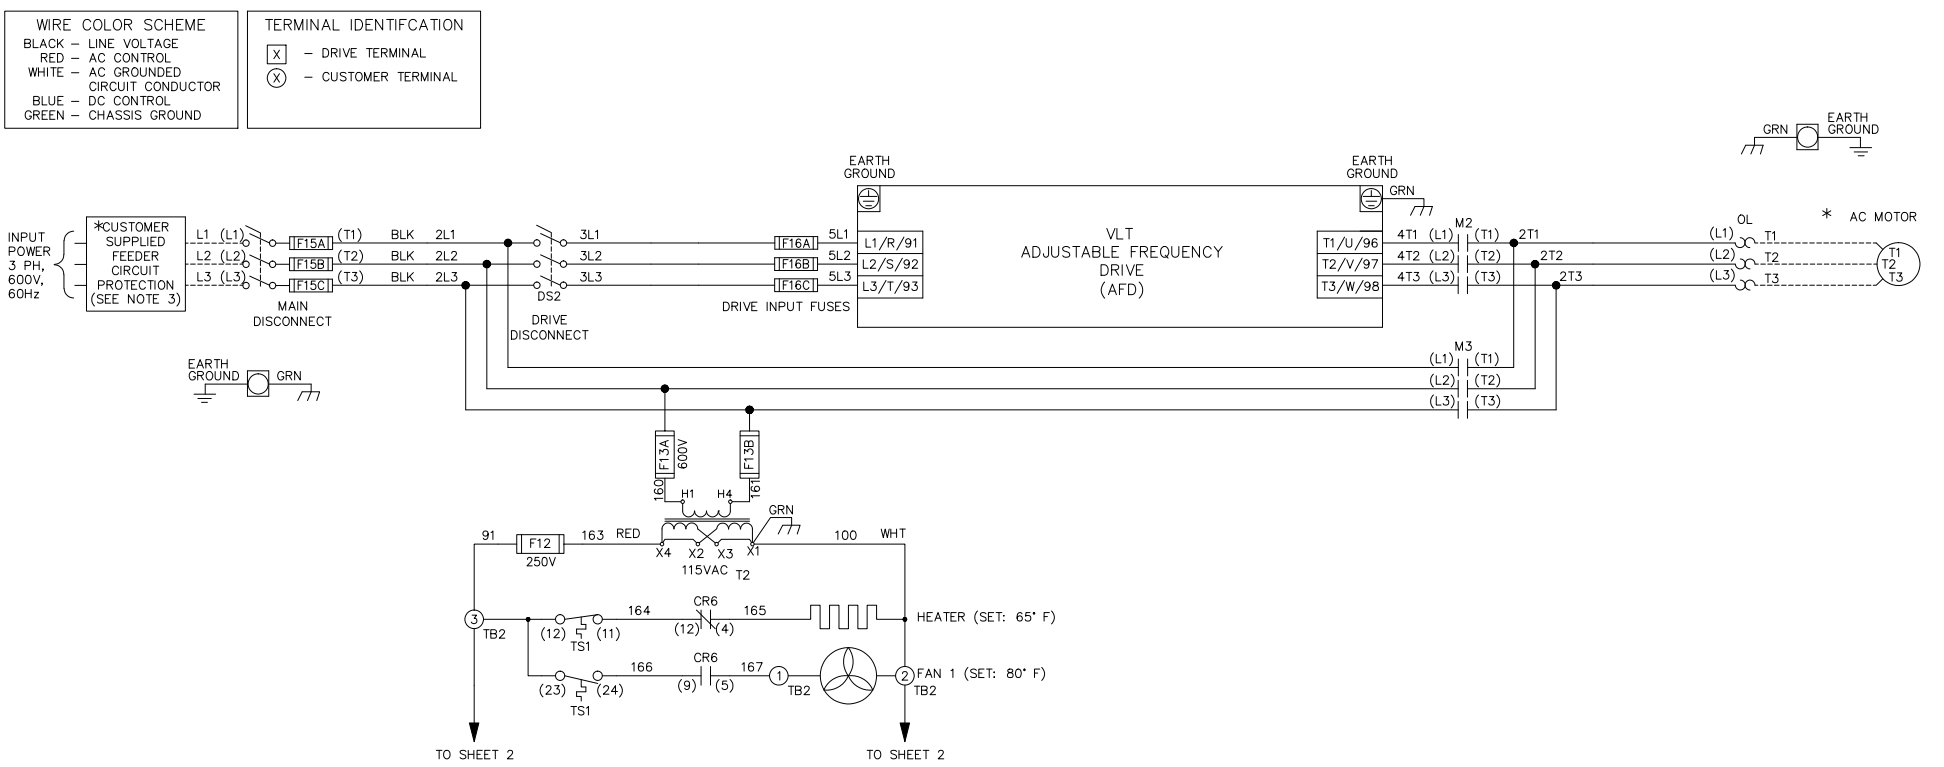 WIRE COLOR SCHEME
BLACK – LINE VOLTAGE
RED – AC CONTROL
WHITE – AC GROUNDED
CIRCUIT CONDUCTOR
BLUE – DC CONTROL
GREEN – CHASSIS GROUND
TERMINAL IDENTIFCATION
X – DRIVE TERMINAL
X – CUSTOMER TERMINAL
GRN
EARTH
GROUND
INPUT
POWER
3 PH,
600V,
60Hz
*CUSTOMER
SUPPLIED
FEEDER
CIRCUIT
PROTECTION
(SEE NOTE 3)
L1 (L1) F15A (T1) BLK 2L1 3L1 F16A 5L1 L1/R/91
L2 (L2) F15B (T2) BLK 2L2 3L2 F16B 5L2 L2/S/92
L3 (L3) F15C (T3) BLK 2L3 3L3 F16C 5L3 L3/T/93
MAIN
DISCONNECT
DS2
DRIVE
DISCONNECT
DRIVE INPUT FUSES
EARTH
GROUND
VLT
ADJUSTABLE FREQUENCY
DRIVE
(AFD)
EARTH
GROUND
GRN
M2
T1/U/96 4T1 (L1) (T1) 2T1
T2/V/97 4T2 (L2) (T2) 2T2
T3/W/98 4T3 (L3) (T3) 2T3
OL
(L1) T1
(L2) T2
(L3) T3
* AC MOTOR
T1
T2
T3
M3
(L1) (T1)
(L2) (T2)
(L3) (T3)
EARTH
GROUND
GRN
F13A
600V
F13B
160
161
H1 H4
GRN
91 F12 163 RED
250V
X4 X2 X3 X1
100 WHT
115VAC T2
3
TB2
(12) (11)
TS1
164
CR6
(12) (4)
165
HEATER (SET: 65° F)
(23) (24)
TS1
166
CR6
(9) (5)
167
1
TB2
2
TB2
FAN 1 (SET: 80° F)
TO SHEET 2
TO SHEET 2